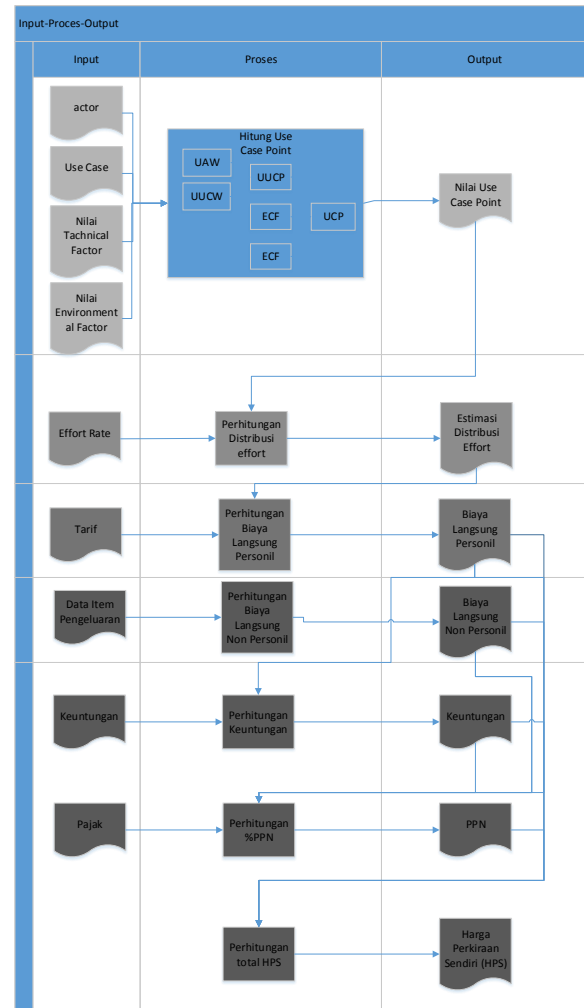 Input-Proces-Output
Input
Proses
Output
actor
Use Case
Nilai
Tachnical
Factor
Nilai
Environment
al Factor
Hitung Use
Case Point
UAW
UUCW
UUCP
ECF
ECF
UCP
Nilai Use
Case Point
Effort Rate
Perhitungan
Distribusi
effort
Estimasi
Distribusi
Effort
Tarif
Perhitungan
Biaya
Langsung
Personil
Biaya
Langsung
Personil
Data Item
Pengeluaran
Perhitungan
Biaya
Langsung
Non Personil
Biaya
Langsung
Non Personil
Keuntungan
Perhitungan
Keuntungan
Keuntungan
Pajak
Perhitungan
%PPN
PPN
Perhitungan
total HPS
Harga
Perkiraan
Sendiri (HPS)